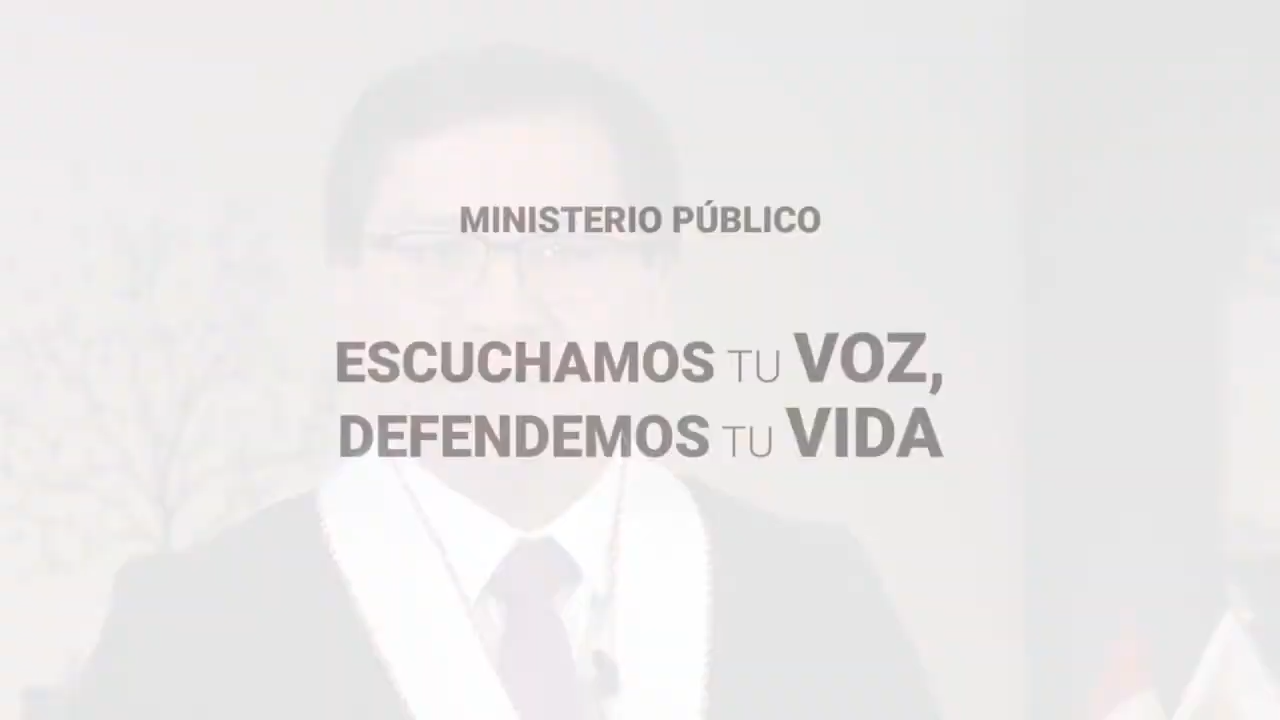 MINISTERIO PÚBLICO
ESCUCHAMOS TU VOZ,
DEFENDEMOS TU VIDA